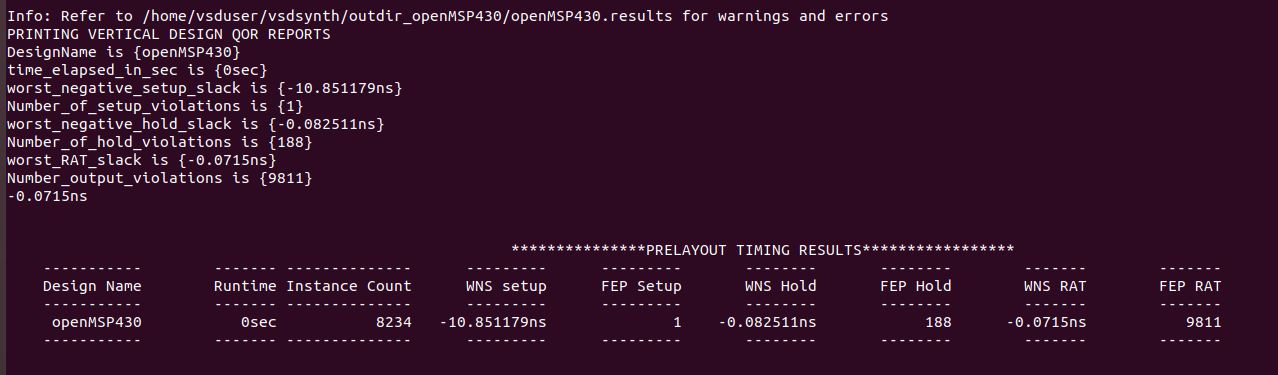 Info: Refer to /home/vsduser/vsdsynth/outdir_openMSP430/openMSP430.results for warnings and errors
PRINTING VERTICAL DESIGN QOR REPORTS
DesignName is {openMSP430}
time_elapsed_in_sec is {0sec}
worst_negative_setup_slack is {-10.851179ns}
Number_of_setup_violations is {1}
worst_negative_hold_slack is {-0.082511ns}
Number_of_hold_violations is {188}
worst_RAT_slack is {-0.0715ns}
Number_output_violations is {9811}
-0.0715ns
***************PRELAYOUT TIMING RESULTS*****************
----------- ------- -------------- --------- --------- -------- -------- ------- -------
Design Name Runtime Instance Count WNS setup FEP Setup WNS Hold FEP Hold WNS RAT FEP RAT
----------- ------- -------------- --------- --------- -------- -------- ------- -------
openMSP430 0sec 8234 -10.851179ns 1 -0.082511ns 188 -0.0715ns 9811
----------- ------- -------------- --------- --------- -------- -------- ------- -------